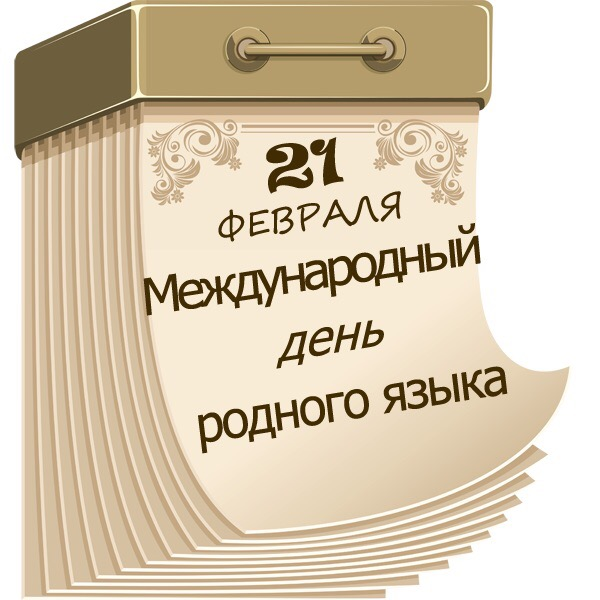 21
ФЕВРАЛЯ
Международный
день
родного языка